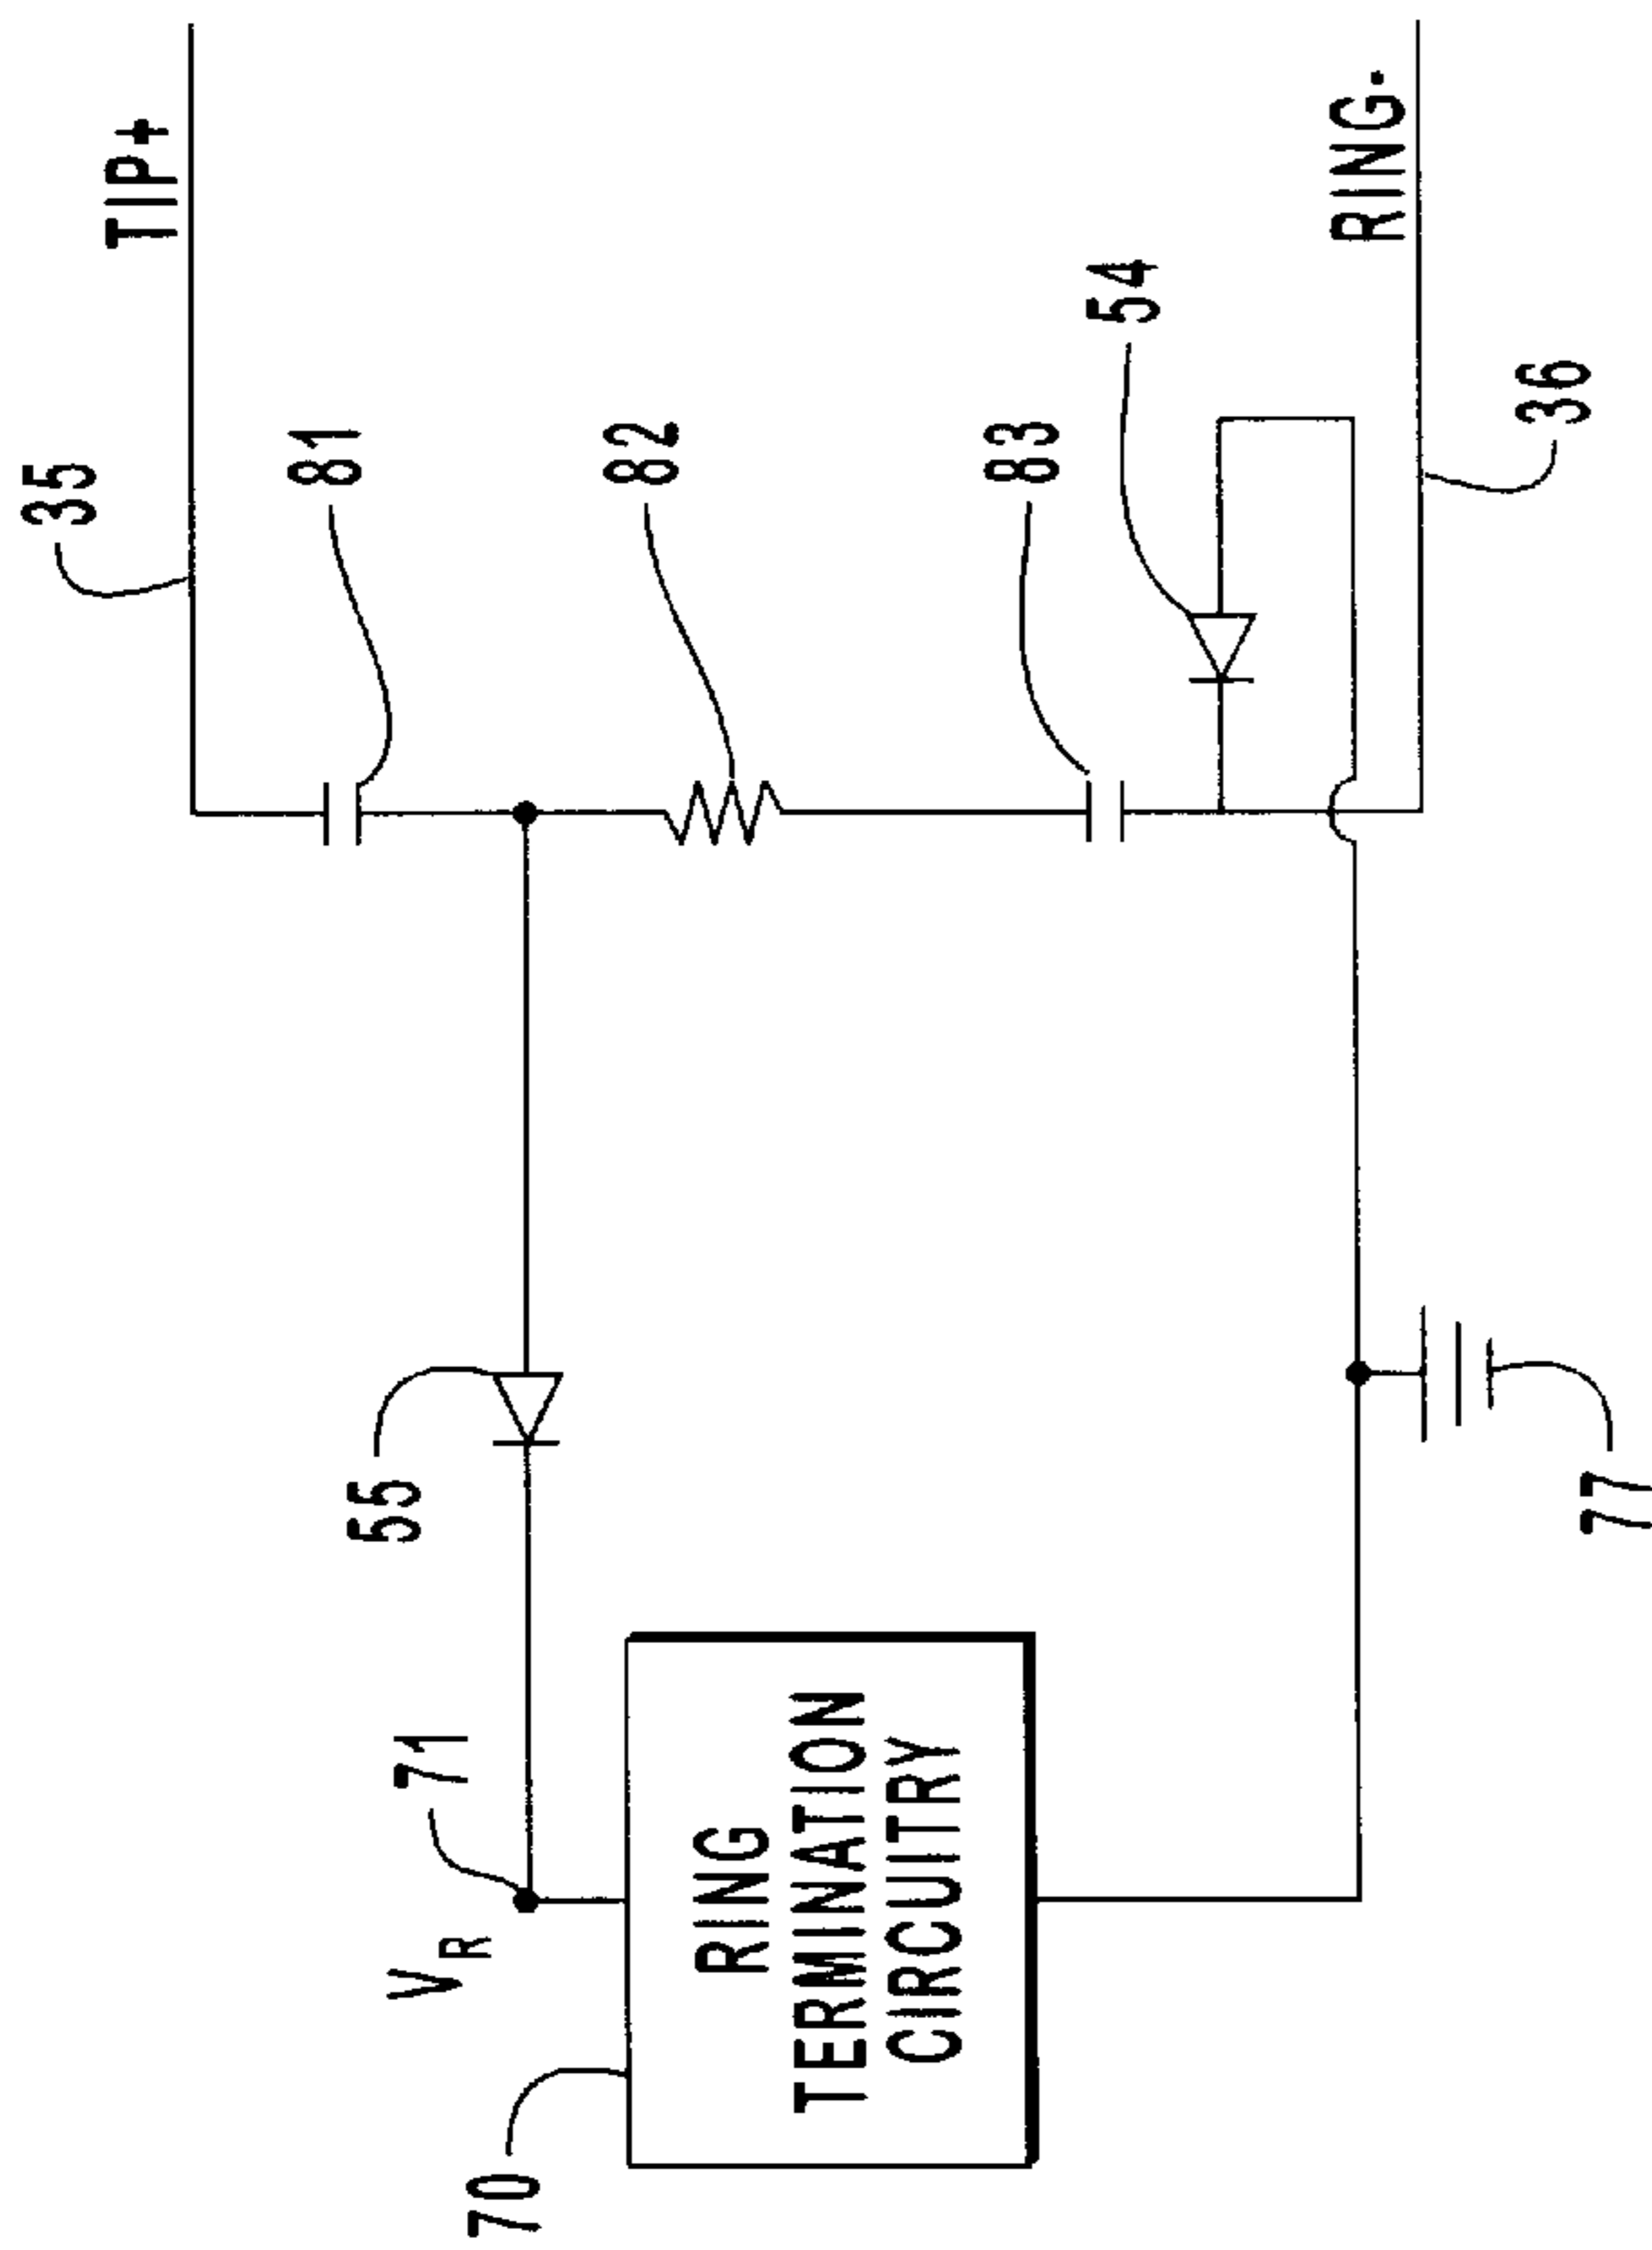 35
TIP+
81
55
V_R
71
70
82
RING
TERMINATION
CIRCUITRY
83
54
RING-
36
77